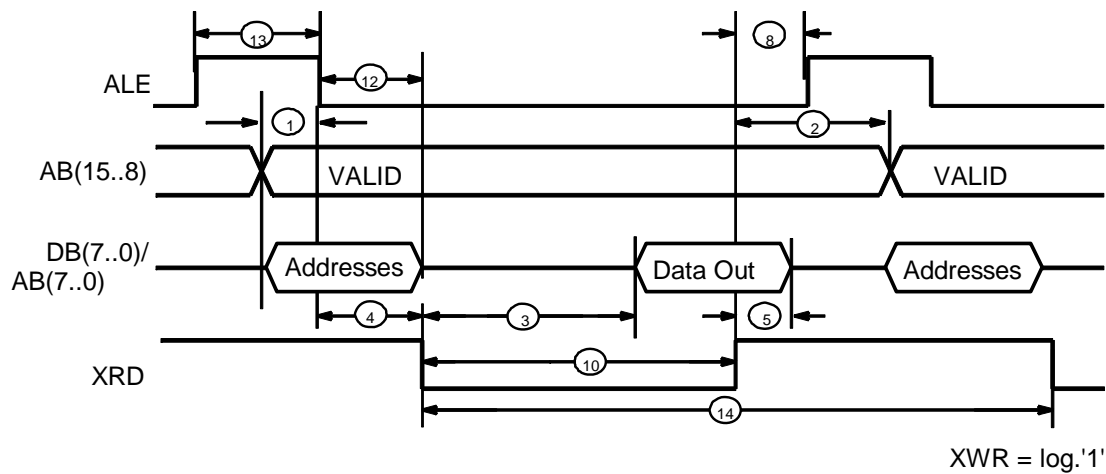 13
8
12
ALE
1
2
AB(15..8)
VALID
VALID
DB(7..0)/
AB(7..0)
Addresses
Data Out
Addresses
4
3
5
10
XRD
14
XWR = log.'1'